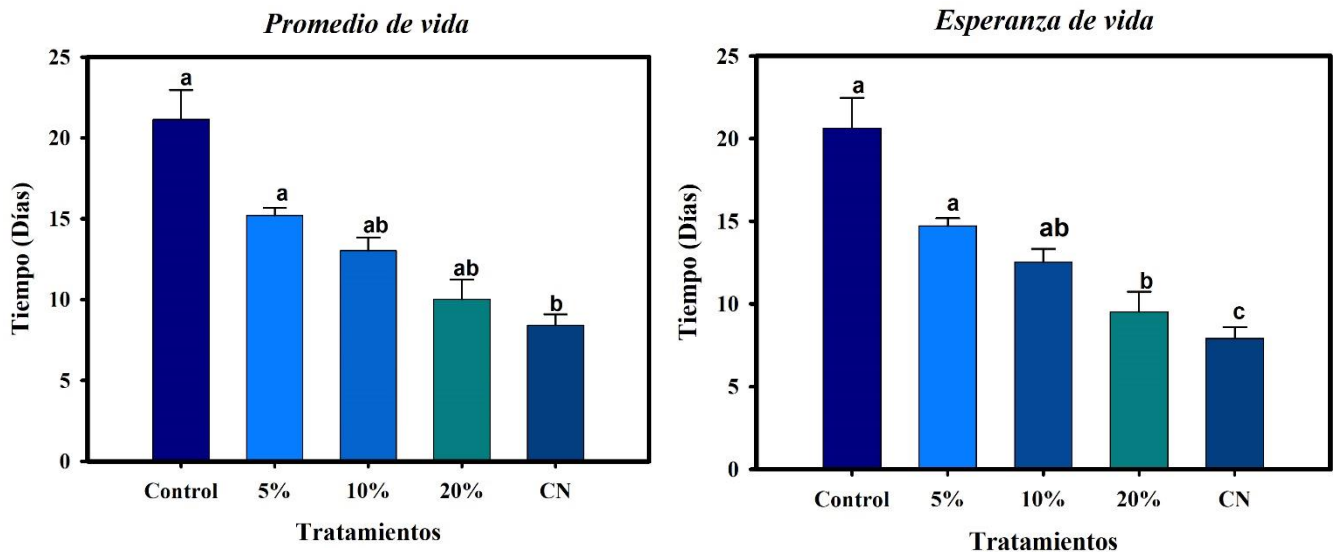 Promedio de vida
25
20
15
10
5
0
Tiempo (Días)
a
a
ab
ab
b
Control 5% 10% 20% CN
Tratamientos
Esperanza de vida
25
20
15
10
5
0
Tiempo (Días)
a
a
ab
b
c
Control 5% 10% 20% CN
Tratamientos